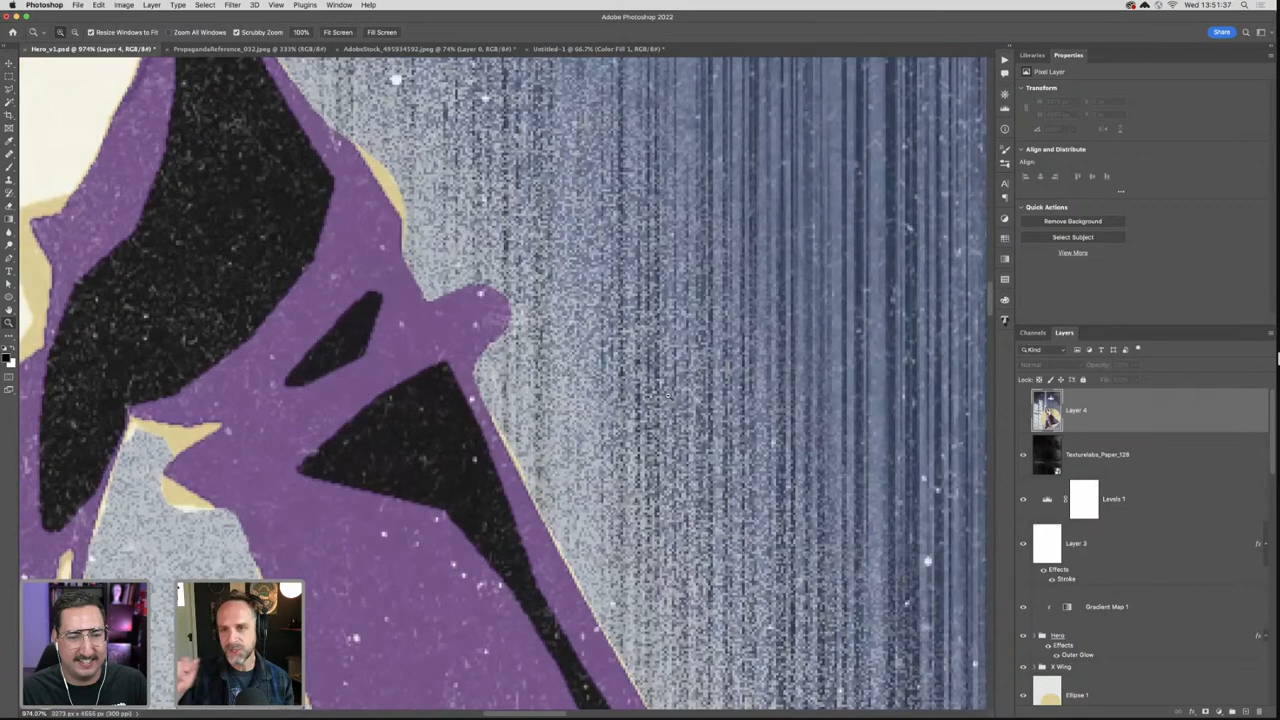 Photoshop File Edit Image Layer Type Select Filter 3D View Plugins Window Help Wed 13:51:37
Adobe Photoshop 2022
Resize Windows to Fit Zoom All Windows Scrubby Zoom 100% Fit Screen Fill Screen Share
Hero_v1.psd @ 974% (Layer 4, RGB/8#) * PropagandaReference_032.jpeg @ 333% (RGB/8#) AdobeStock_495934592.jpeg @ 74% (Layer 0, RGB/8#) * Untitled-1 @ 66.7% (Color Fill 1, RGB/8#) *
Libraries Properties
Pixel Layer
Transform
Align and Distribute
Align:
Quick Actions
Remove Background
Select Subject
View More
Channels Layers
Kind
Normal Opacity:
Lock: Fill:
Layer 4
Texturelabs_Paper_128
Levels 1
Layer 3
Effects
Stroke
Gradient Map 1
Hero
Effects
Outer Glow
X Wing
Ellipse 1
974.07% 3273 px x 4555 px (300 ppi)